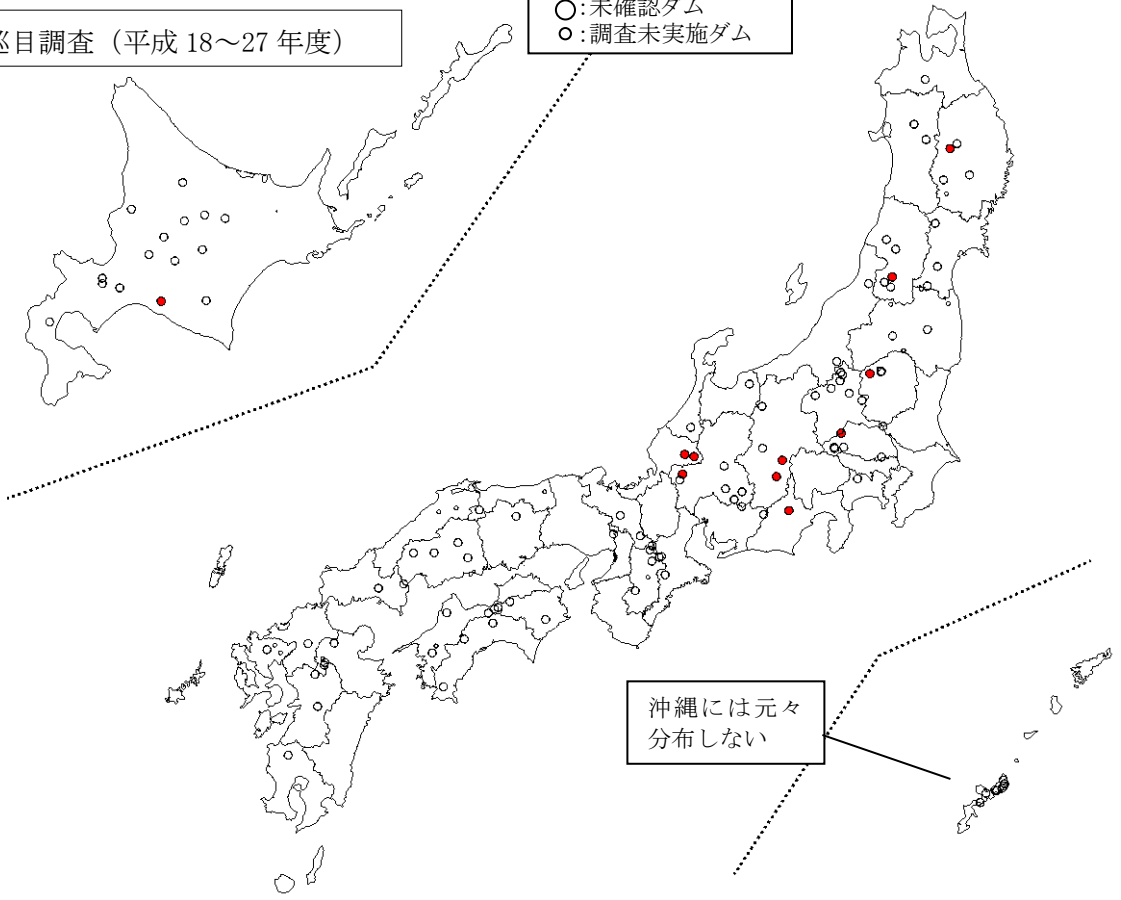 巡目調査（平成 18～27 年度）
○:未確認ダム
○:調査未実施ダム
沖縄には元々
分布しない